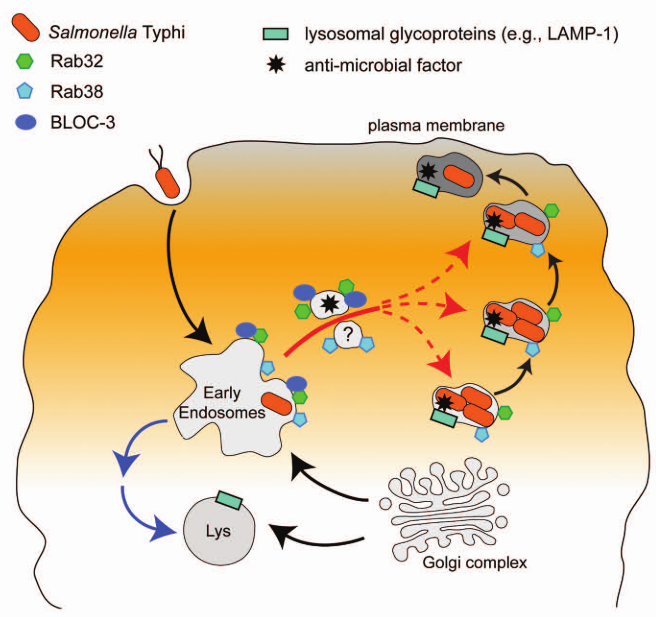 Salmonella Typhi
Rab32
Rab38
BLOC-3
lysosomal glycoproteins (e.g., LAMP-1)
anti-microbial factor
plasma membrane
?
Early
Endosomes
Lys
Golgi complex